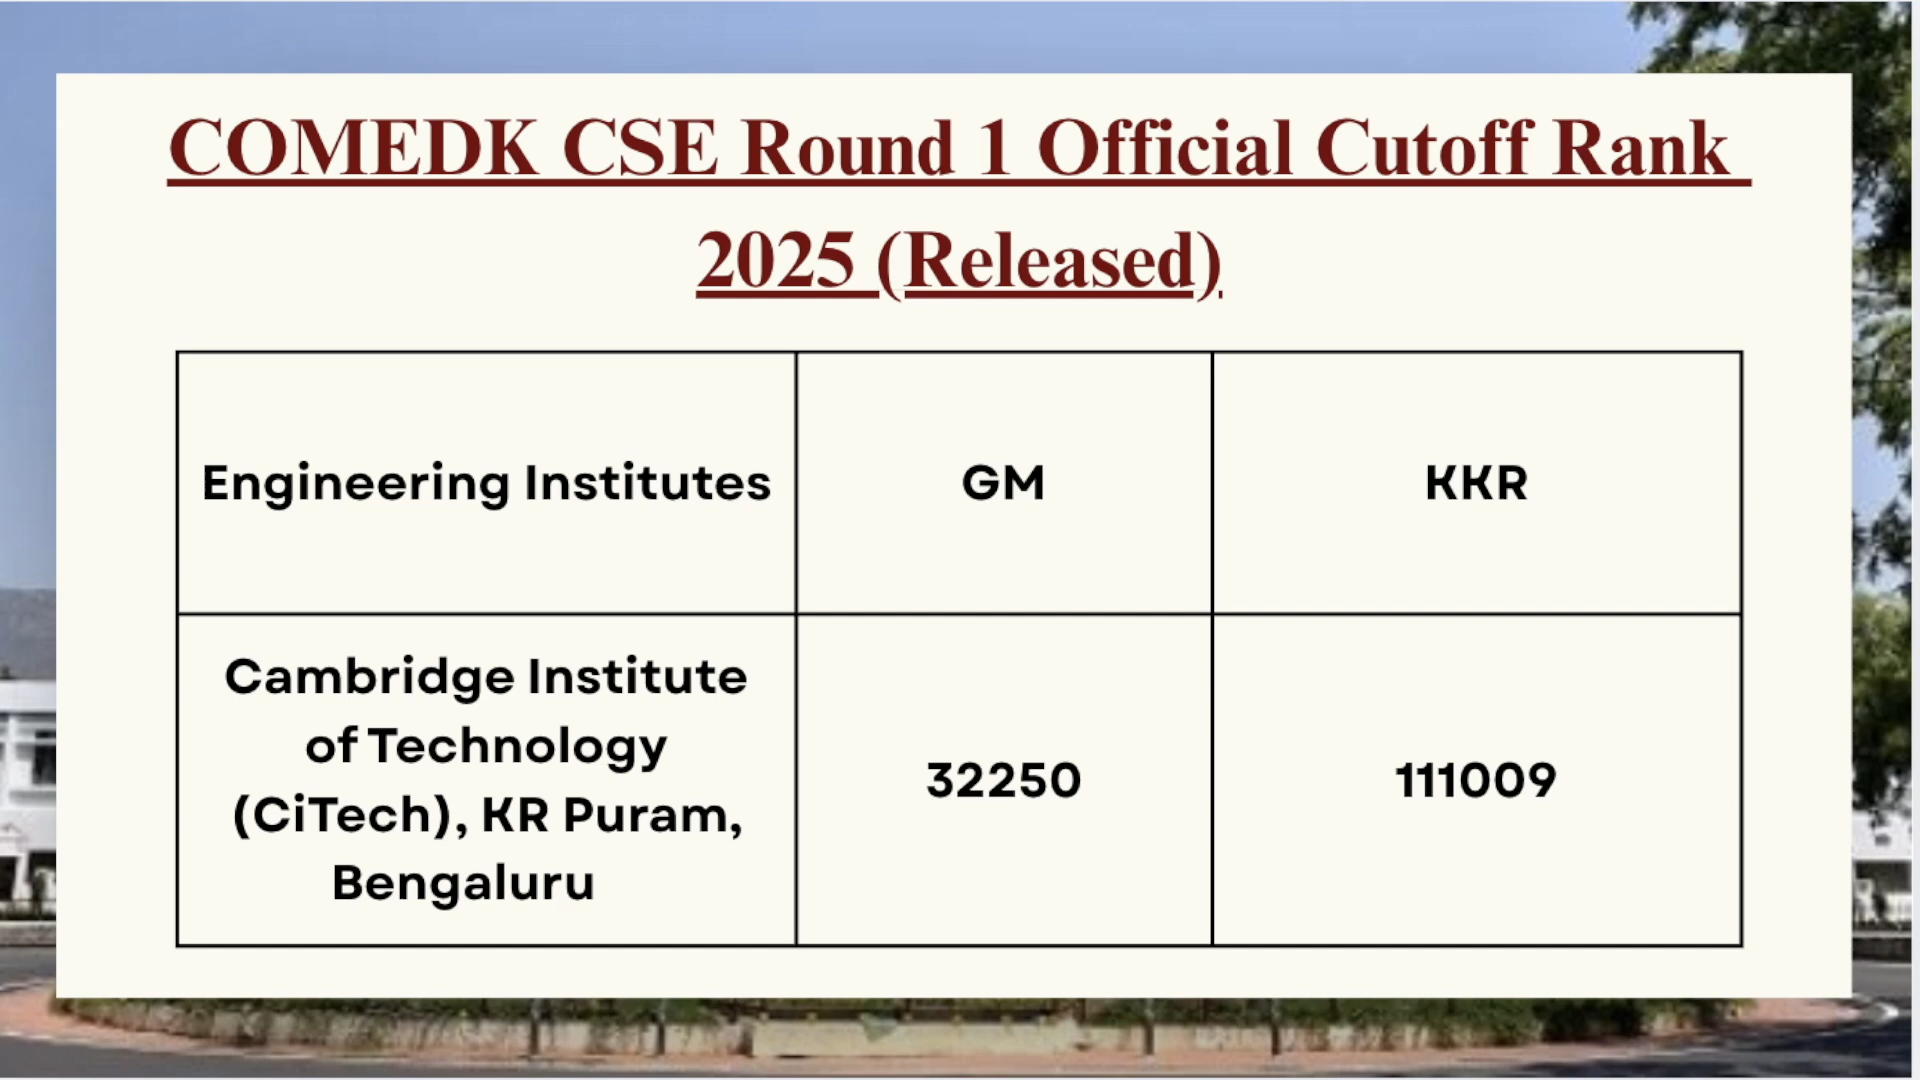 COMEDK CSE Round 1 Official Cutoff Rank
2025 (Released)
Engineering Institutes
GM
KKR
Cambridge Institute
of Technology
(CiTech), KR Puram,
Bengaluru
32250
111009